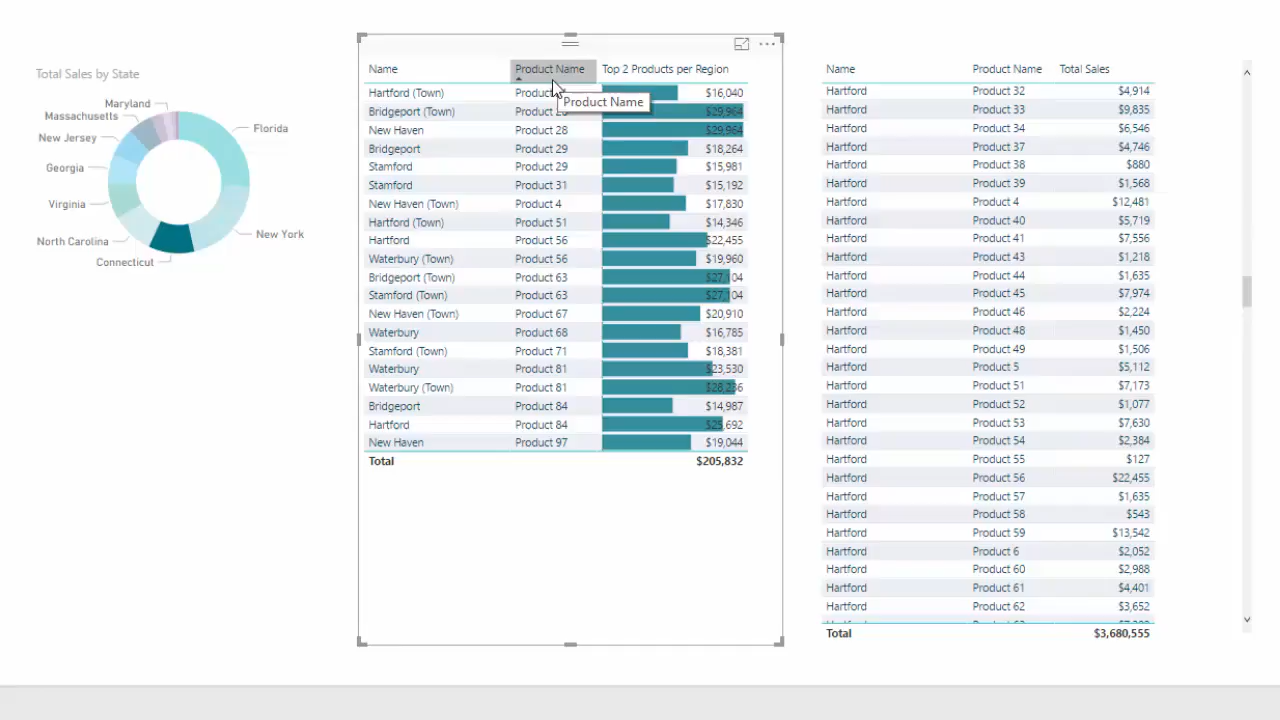 Total Sales by State
Maryland
Massachusetts
New Jersey
Georgia
Virginia
North Carolina
Connecticut
Florida
New York
Name Product Name Top 2 Products per Region
Product Name
Hartford (Town) $16,040
Bridgeport (Town) $29,964
New Haven Product 28 $29,964
Bridgeport Product 29 $18,264
Stamford Product 29 $15,981
Stamford Product 31 $15,192
New Haven (Town) Product 4 $17,830
Hartford (Town) Product 51 $14,346
Hartford Product 56 $22,455
Waterbury (Town) Product 56 $19,960
Bridgeport (Town) Product 63 $27,104
Stamford (Town) Product 63 $27,104
New Haven (Town) Product 67 $20,910
Waterbury Product 68 $16,785
Stamford (Town) Product 71 $18,381
Waterbury Product 81 $23,530
Waterbury (Town) Product 81 $28,236
Bridgeport Product 84 $14,987
Hartford Product 84 $25,692
New Haven Product 97 $19,044
Total $205,832
Name Product Name Total Sales
Hartford Product 32 $4,914
Hartford Product 33 $9,835
Hartford Product 34 $6,546
Hartford Product 37 $4,746
Hartford Product 38 $880
Hartford Product 39 $1,568
Hartford Product 4 $12,481
Hartford Product 40 $5,719
Hartford Product 41 $7,556
Hartford Product 43 $1,218
Hartford Product 44 $1,635
Hartford Product 45 $7,974
Hartford Product 46 $2,224
Hartford Product 48 $1,450
Hartford Product 49 $1,506
Hartford Product 5 $5,112
Hartford Product 51 $7,173
Hartford Product 52 $1,077
Hartford Product 53 $7,630
Hartford Product 54 $2,384
Hartford Product 55 $127
Hartford Product 56 $22,455
Hartford Product 57 $1,635
Hartford Product 58 $543
Hartford Product 59 $13,542
Hartford Product 6 $2,052
Hartford Product 60 $2,988
Hartford Product 61 $4,401
Hartford Product 62 $3,652
Total $3,680,555